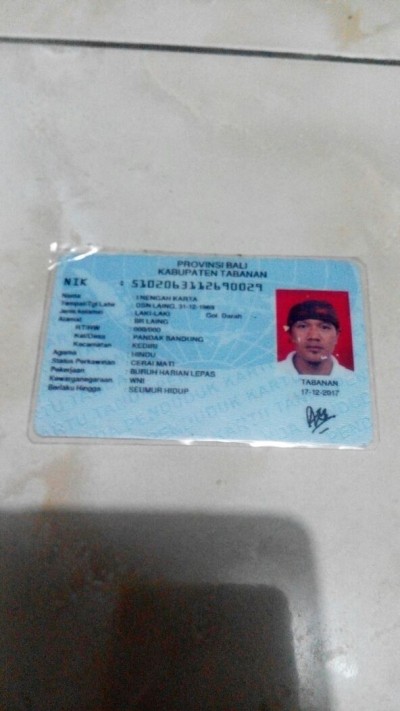 PROVINSI BALI
KABUPATEN TABANAN
NIK : 5102063112690029
Nama : I NENGAH KARTA
Tempat/Tgl Lahir : GDN LAING, 31-12-1969
Jenis kelamin : LAKI-LAKI Gol. Darah : -
Alamat : BR LAING
RT/RW : 000/000
Kel/Desa : PANDAK BANDUNG
Kecamatan : KEDIRI
Agama : HINDU
Status Perkawinan : CERAI MATI
Pekerjaan : BURUH HARIAN LEPAS
Kewarganegaraan : WNI
Berlaku Hingga : SEUMUR HIDUP
TABANAN
17-12-2017